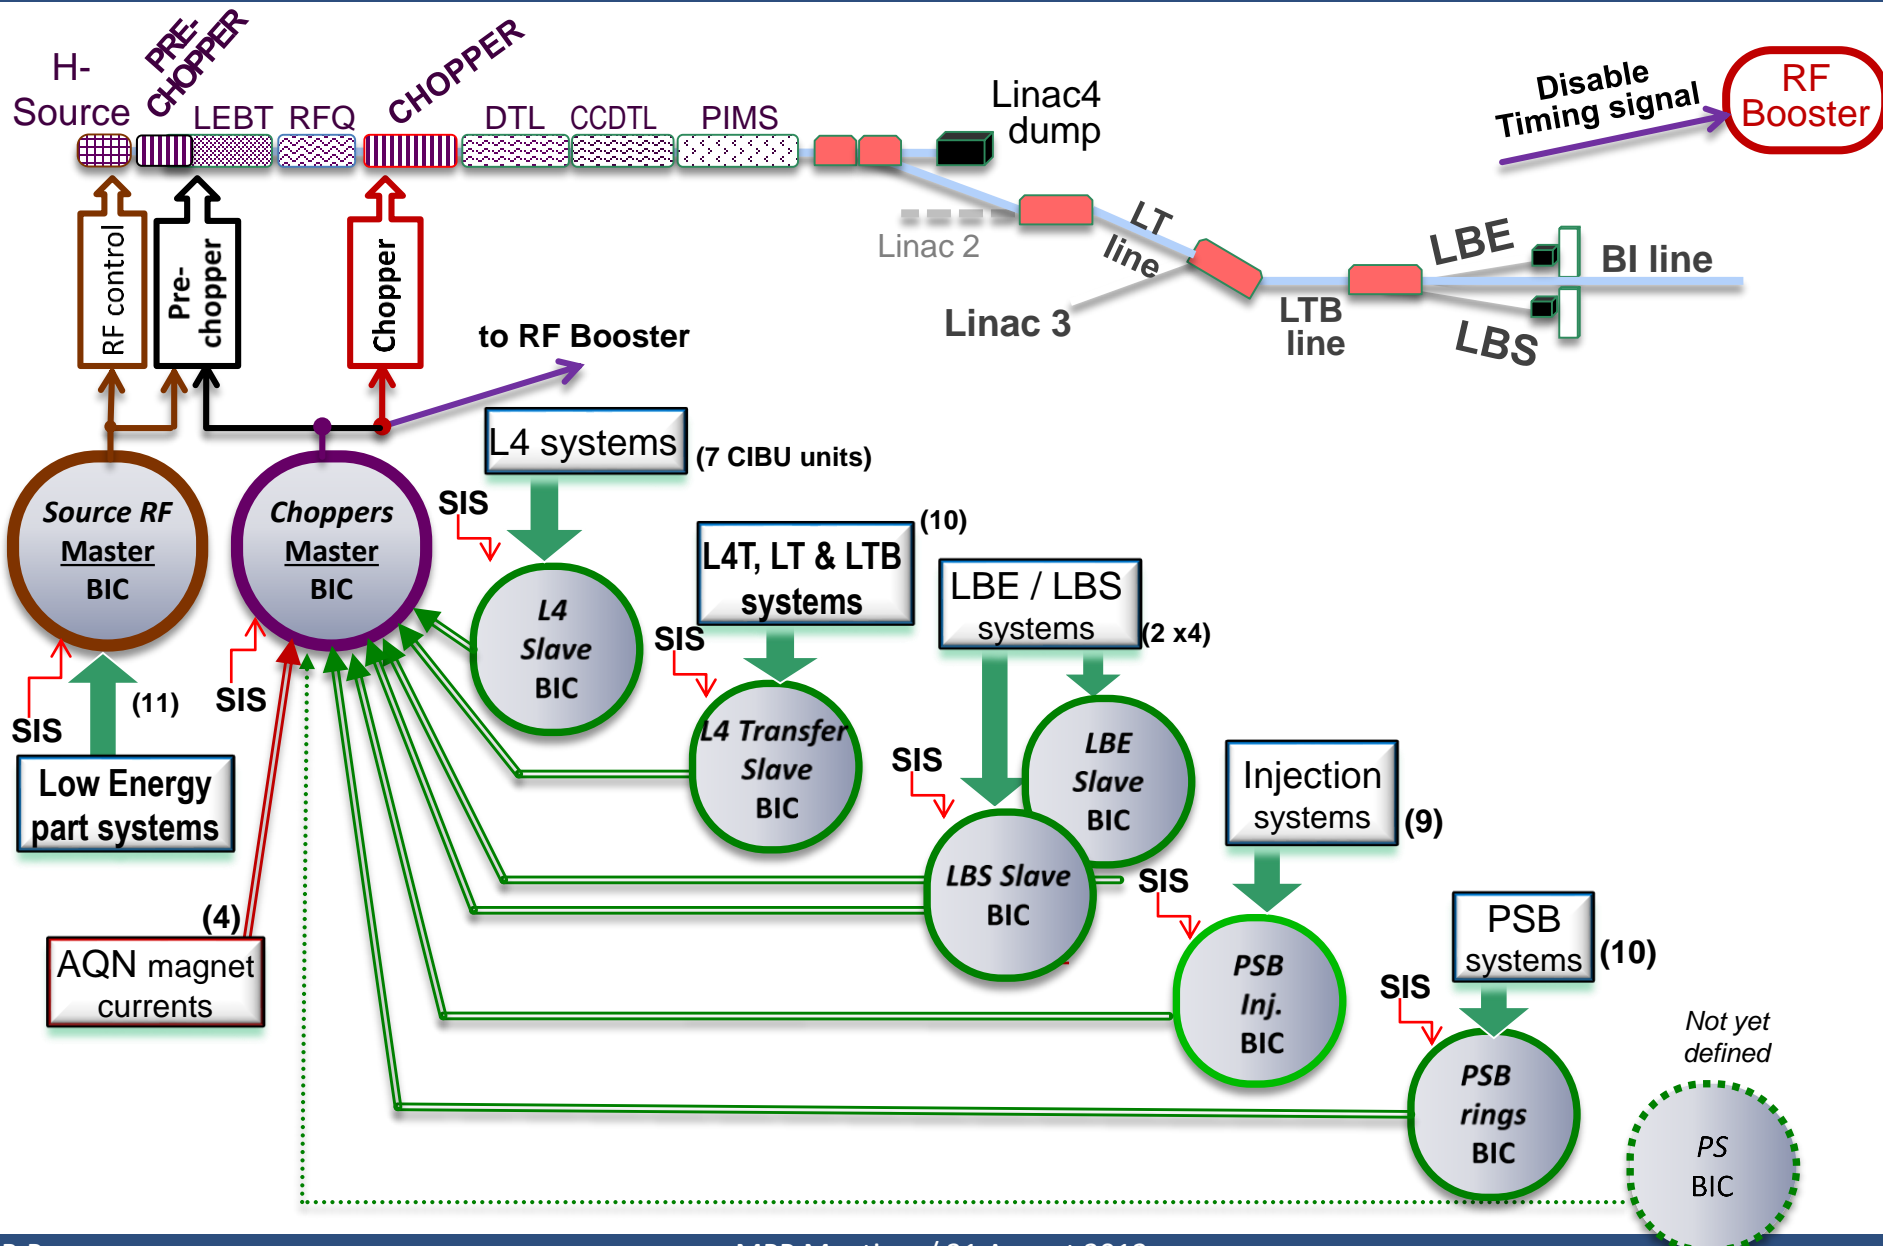 H-
Source
PRE-
CHOPPER
LEBT
RFQ
CHOPPER
DTL
CCDTL
PIMS
Linac4
dump
Disable
Timing signal
RF
Booster
Linac 2
LT
line
Linac 3
LTB
line
LBE
LBS
BI line
RF control
Pre-
chopper
Chopper
to RF Booster
L4 systems
(7 CIBU units)
SIS
Source RF
Master
BIC
Choppers
Master
BIC
L4
Slave
BIC
L4T, LT & LTB
systems
(10)
SIS
L4 Transfer
Slave
BIC
LBE / LBS
systems
(2 x4)
LBE
Slave
BIC
SIS
LBS Slave
BIC
SIS
SIS
(11)
Low Energy
part systems
(4)
AQN magnet
currents
Injection
systems
(9)
SIS
PSB
Inj.
BIC
PSB
systems
(10)
SIS
PSB
rings
BIC
Not yet
defined
PS
BIC